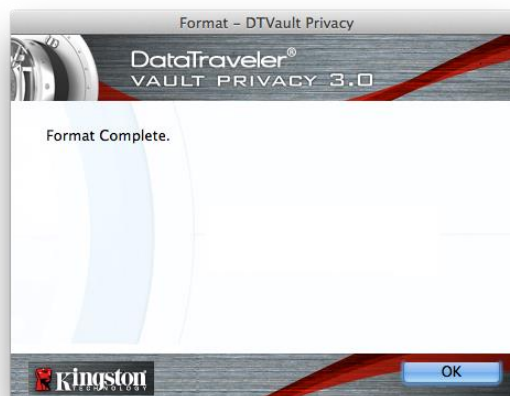 Format – DTVault Privacy
DataTraveler®
VAULT PRIVACY 3.0
Format Complete.
Kingston
TECHNOLOGY
OK